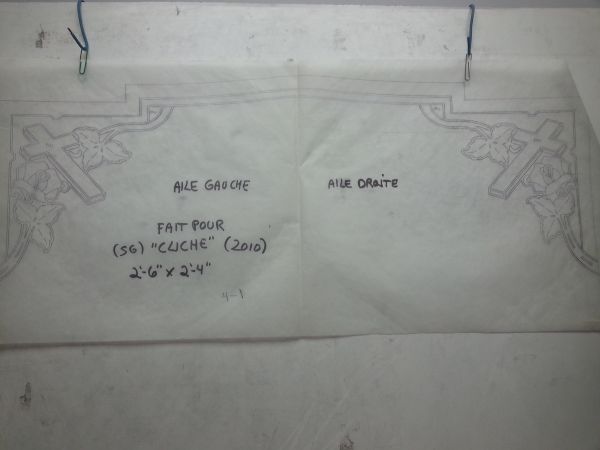 AILE GAUCHE
AILE DROITE
FAIT POUR
(SG) "CLICHE" (2010)
2'-6" x 2'-4"
4-1